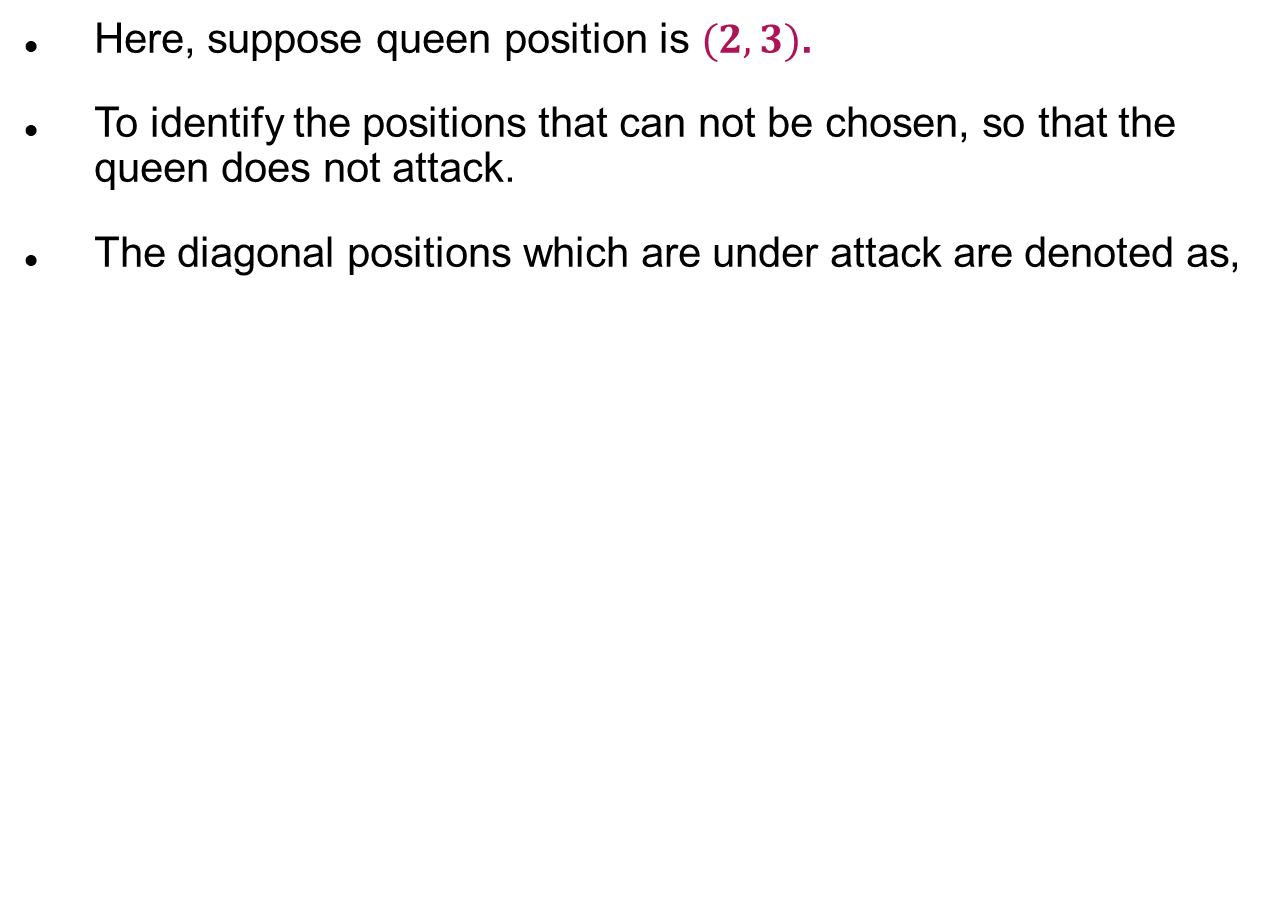 • Here, suppose queen position is (2, 3).
• To identify the positions that can not be chosen, so that the
queen does not attack.
• The diagonal positions which are under attack are denoted as,